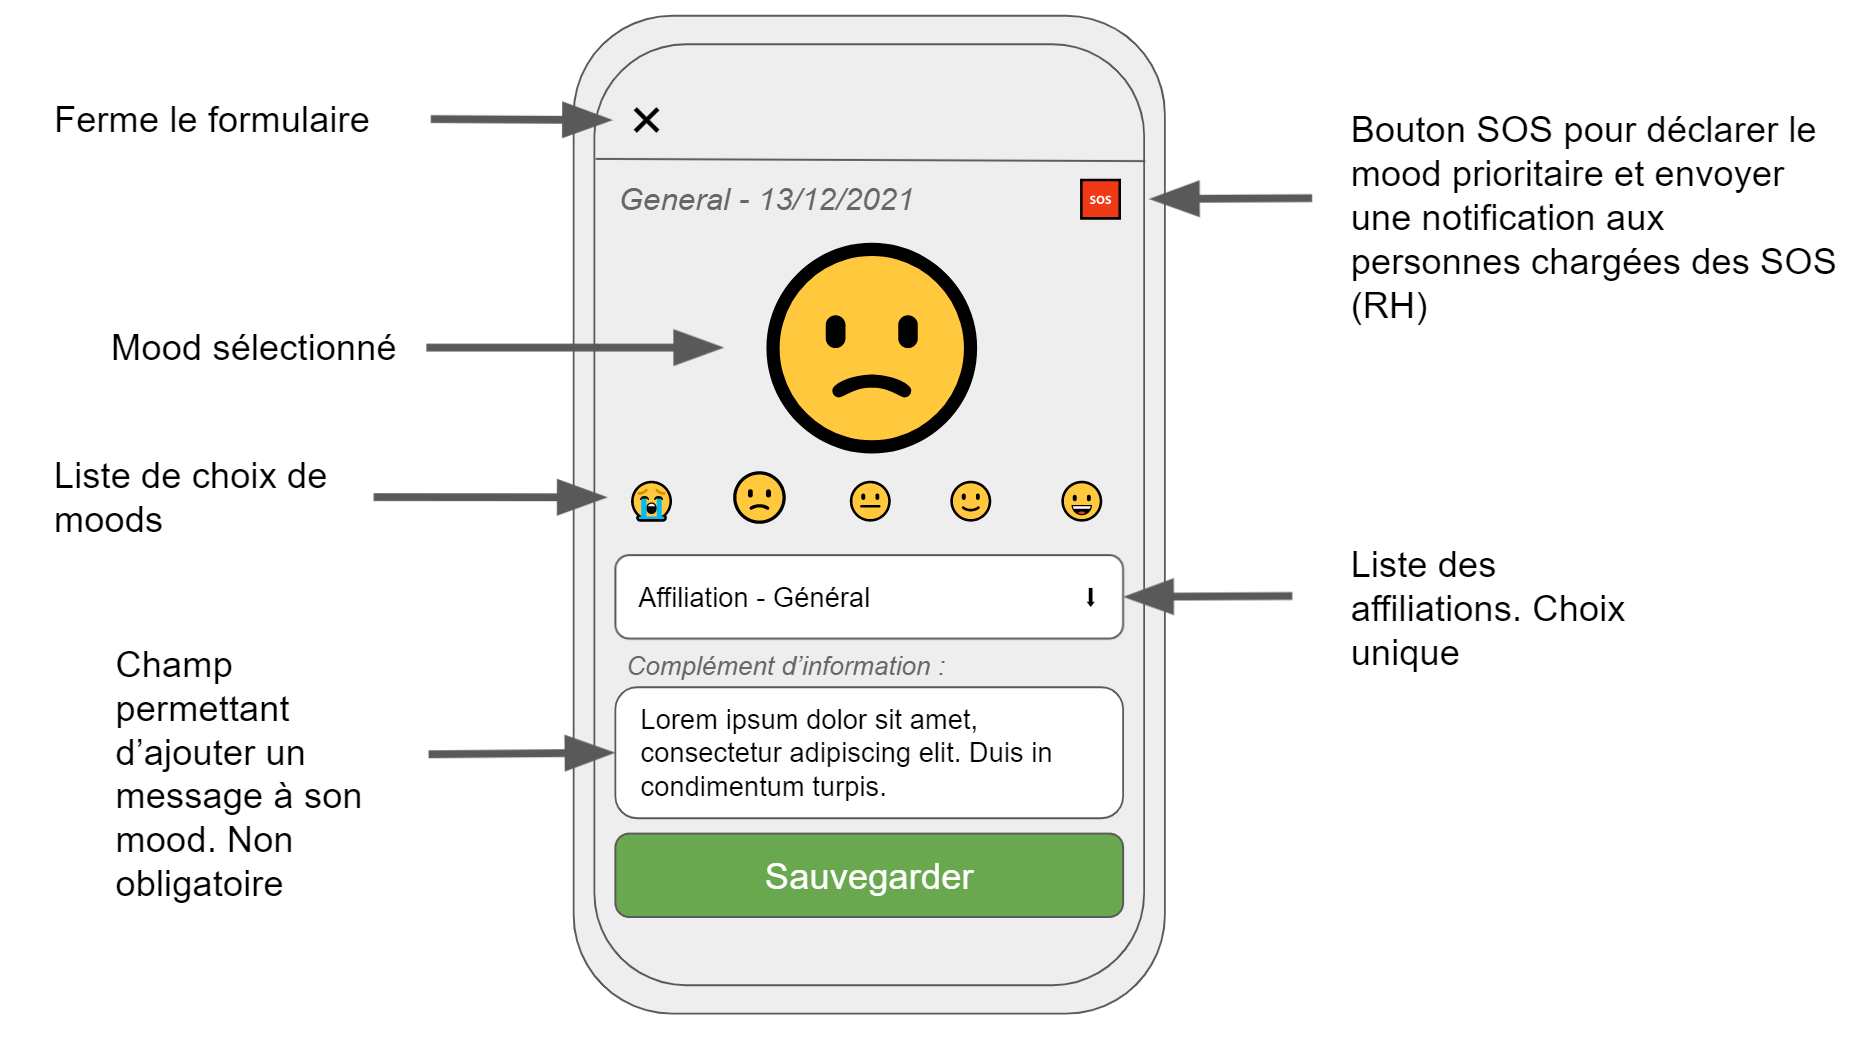 Ferme le formulaire
General - 13/12/2021
SOS
Bouton SOS pour déclarer le
mood prioritaire et envoyer
une notification aux
personnes chargées des SOS
(RH)
Mood sélectionné
Liste de choix de
moods
Affiliation - Général
Liste des
affiliations. Choix
unique
Complément d’information :
Champ
permettant
d’ajouter un
message à son
mood. Non
obligatoire
Lorem ipsum dolor sit amet,
consectetur adipiscing elit. Duis in
condimentum turpis.
Sauvegarder